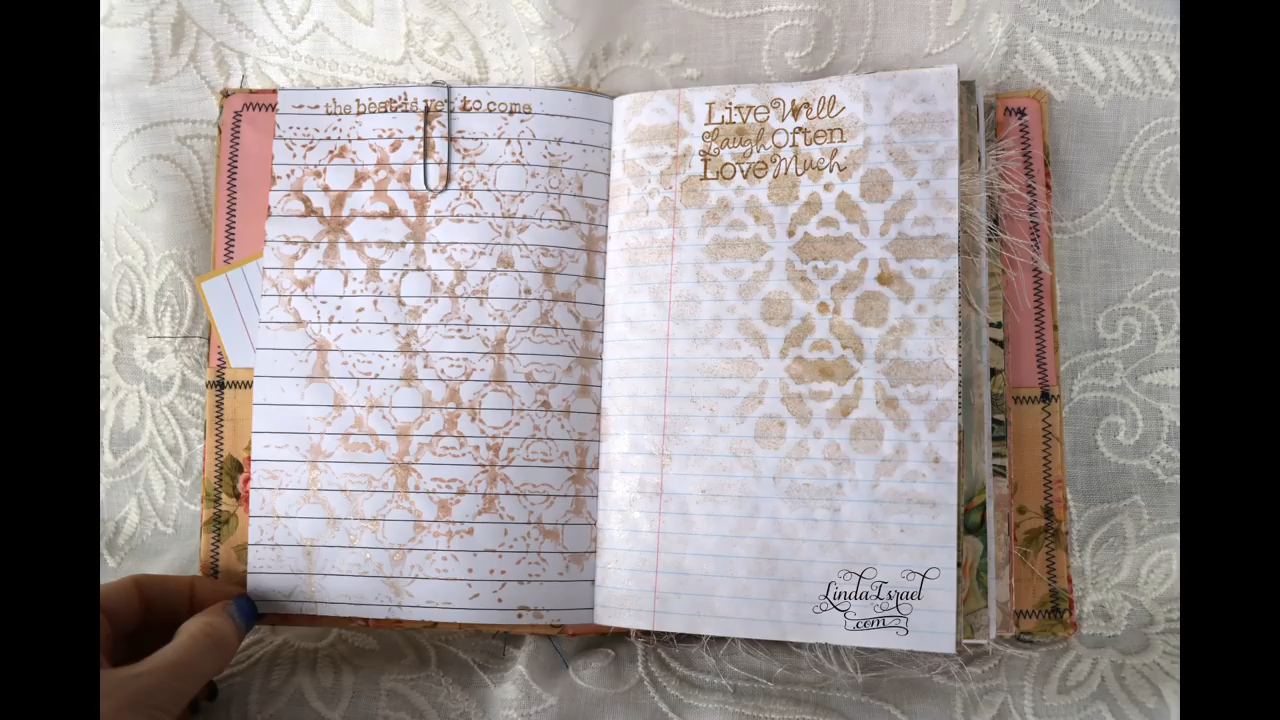 the best is yet to come
Live Well
Laugh Often
Love Much
LindaIsrael
.com